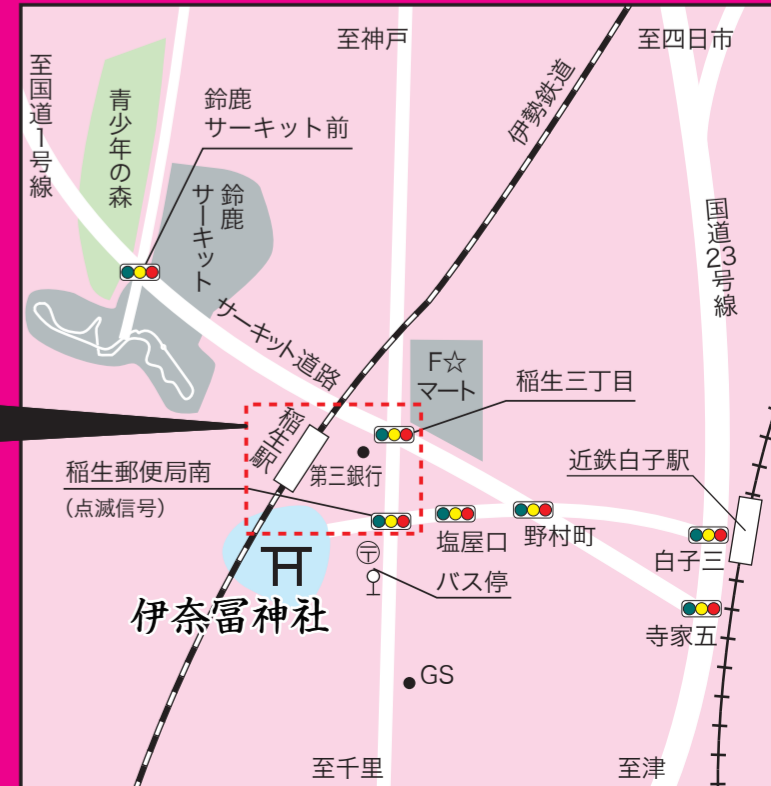 至神戸
至四日市
至国道1号線
青少年の森
鈴鹿
サーキット前
伊勢鉄道
鈴鹿
サーキット
国道23号線
サーキット道路
F☆
マート
稲生三丁目
稲生駅
第三銀行
近鉄白子駅
稲生郵便局南
(点滅信号)
塩屋口
野村町
白子三
〒
バス停
伊奈冨神社
寺家五
GS
至千里
至津